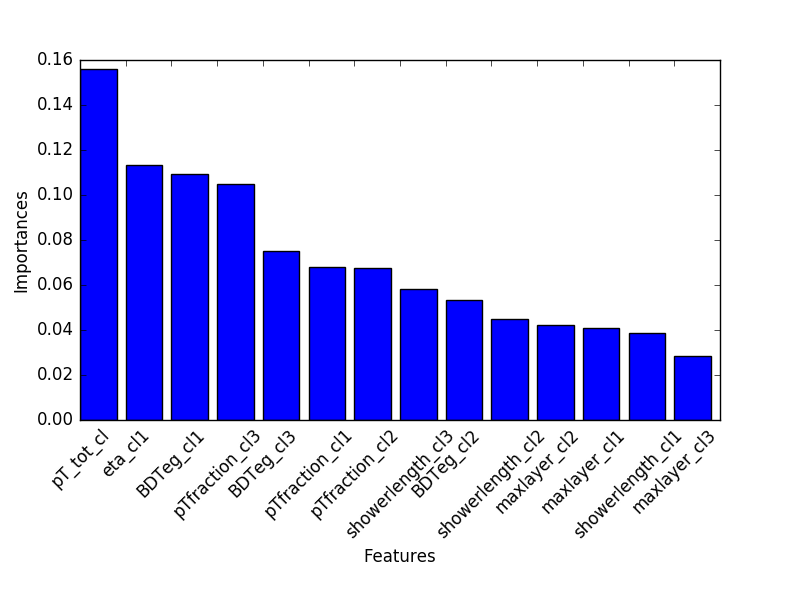 0.16
0.14
0.12
0.10
0.08
0.06
0.04
0.02
0.00
Importances
pT_tot_cl
eta_cl1
BDTeg_cl1
pTfraction_cl3
BDTeg_cl3
pTfraction_cl1
pTfraction_cl2
showerlength_cl3
BDTeg_cl2
showerlength_cl2
maxlayer_cl2
maxlayer_cl1
showerlength_cl1
maxlayer_cl3
Features